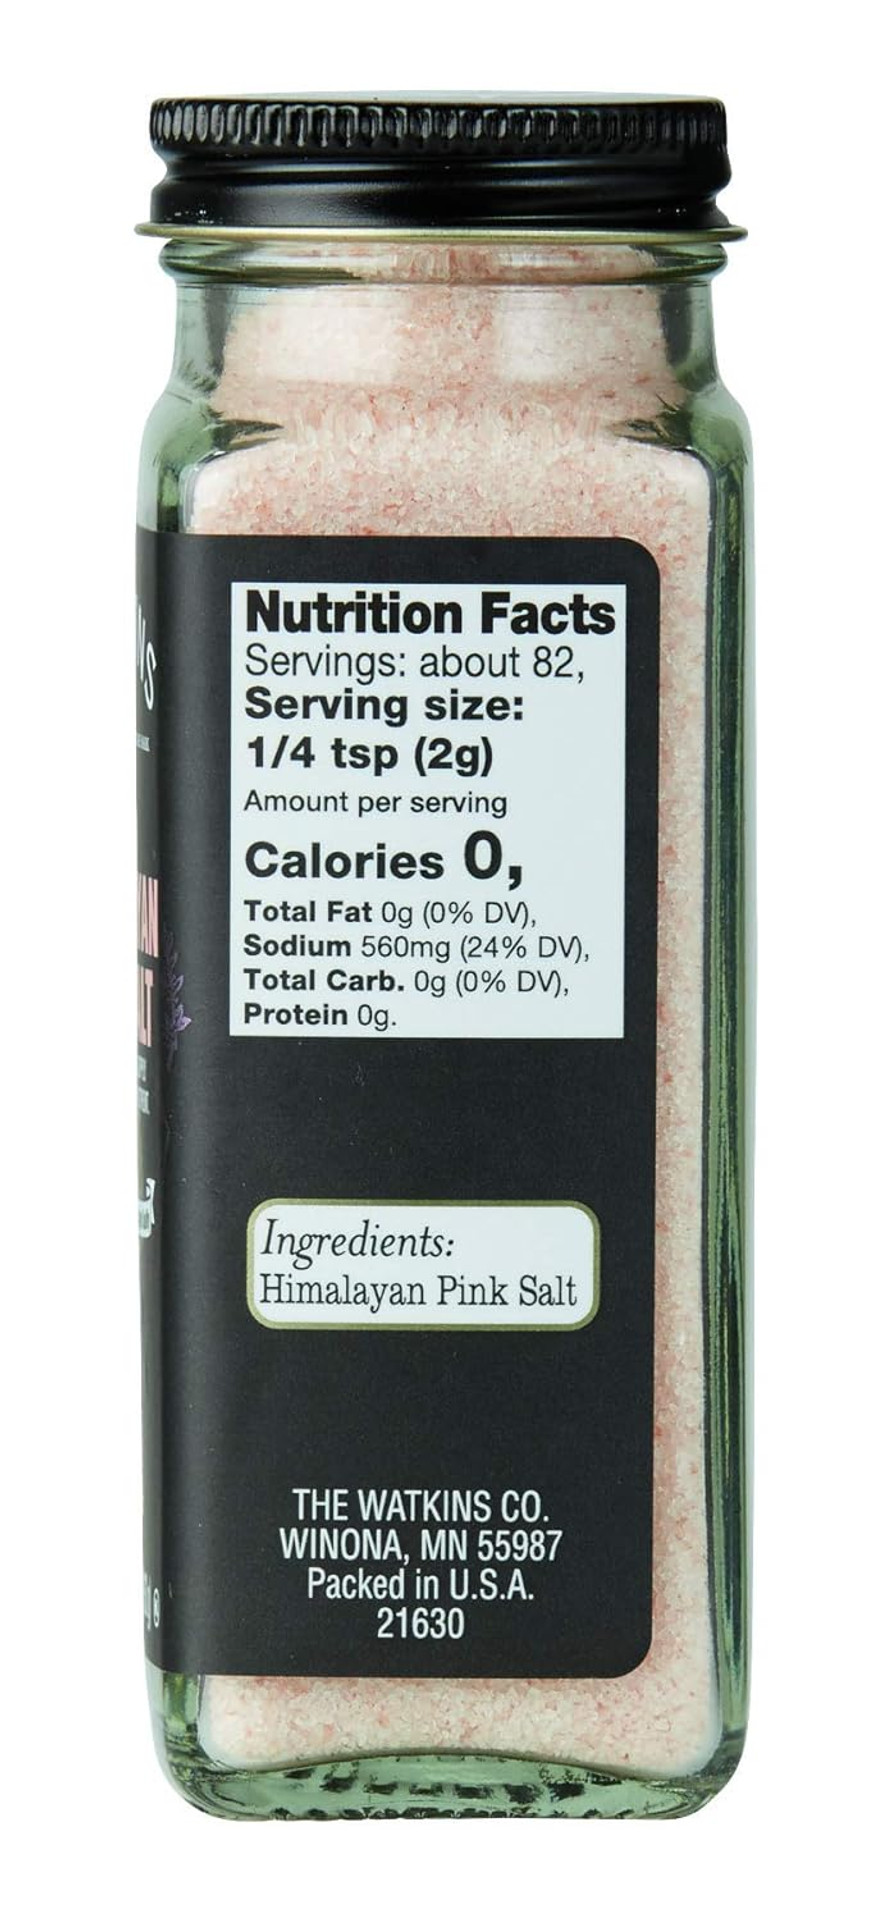 Nutrition Facts
Servings: about 82,
Serving size:
1/4 tsp (2g)
Amount per serving
Calories 0,
Total Fat 0g (0% DV),
Sodium 560mg (24% DV),
Total Carb. 0g (0% DV),
Protein 0g.
Ingredients:
Himalayan Pink Salt
THE WATKINS CO.
WINONA, MN 55987
Packed in U.S.A.
21630